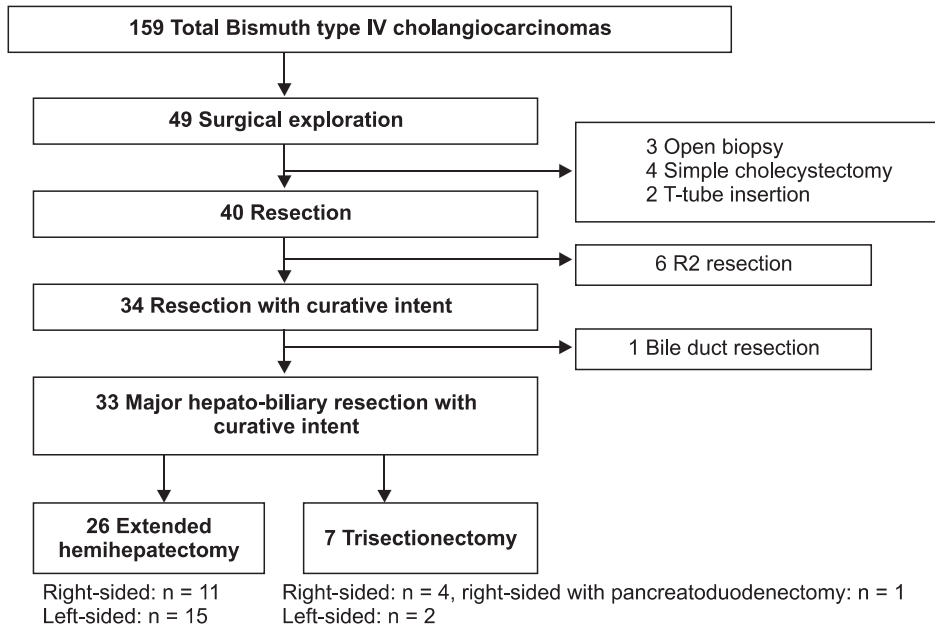 159 Total Bismuth type IV cholangiocarcinomas
49 Surgical exploration
3 Open biopsy
4 Simple cholecystectomy
2 T-tube insertion
40 Resection
6 R2 resection
34 Resection with curative intent
1 Bile duct resection
33 Major hepato-biliary resection with
curative intent
26 Extended
hemihepatectomy
7 Trisectionectomy
Right-sided: n = 11
Left-sided: n = 15
Right-sided: n = 4, right-sided with pancreatoduodenectomy: n = 1
Left-sided: n = 2